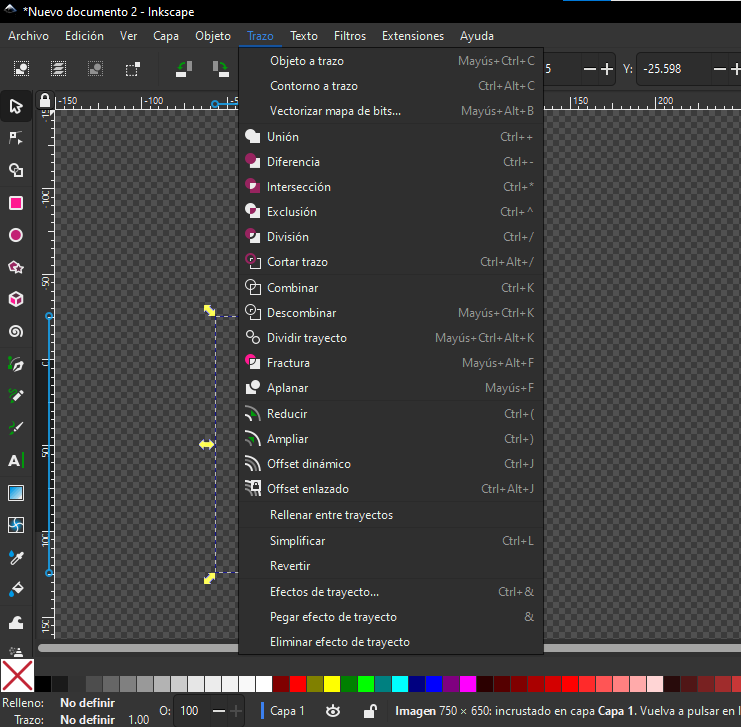 *Nuevo documento 2 - Inkscape
Archivo Edición Ver Capa Objeto Trazo Texto Filtros Extensiones Ayuda
5 Y: -25.598
-150 -100 -50 150 200
Objeto a trazo Mayús+Ctrl+C
Contorno a trazo Ctrl+Alt+C
Vectorizar mapa de bits... Mayús+Alt+B
Unión Ctrl++
Diferencia Ctrl+-
Intersección Ctrl+*
Exclusión Ctrl+^
División Ctrl+/
Cortar trazo Ctrl+Alt+/
Combinar Ctrl+K
Descombinar Mayús+Ctrl+K
Dividir trayecto Mayús+Ctrl+Alt+K
Fractura Mayús+Alt+F
Aplanar Mayús+F
Reducir Ctrl+(
Ampliar Ctrl+)
Offset dinámico Ctrl+J
Offset enlazado Ctrl+Alt+J
Rellenar entre trayectos
Simplificar Ctrl+L
Revertir
Efectos de trayecto... Ctrl+&
Pegar efecto de trayecto &
Eliminar efecto de trayecto
Relleno: No definir
Trazo: No definir 1.00
O: 100
Capa 1
Imagen 750 × 650: incrustado en capa Capa 1. Vuelva a pulsar en l